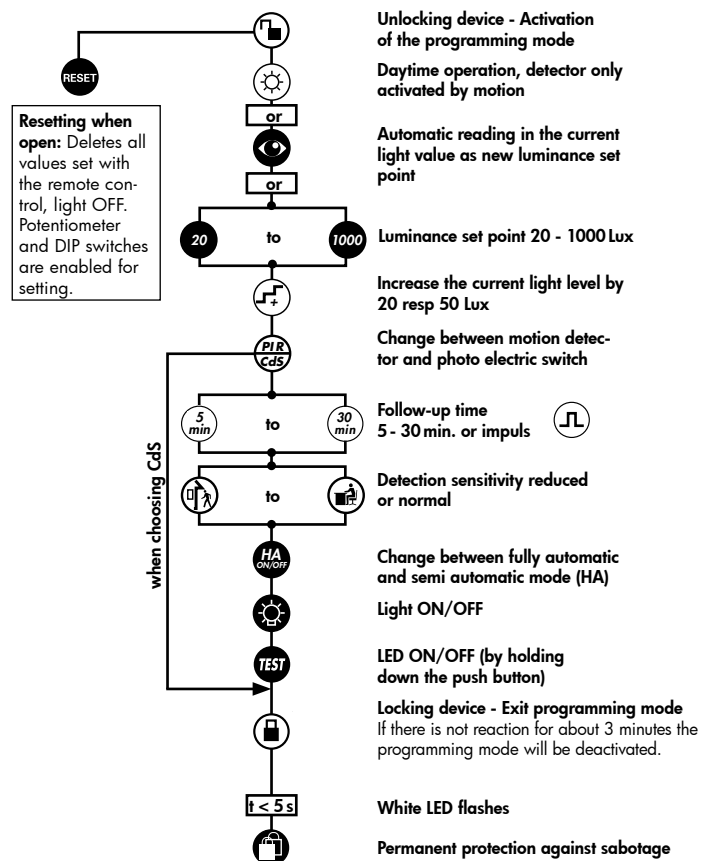 Unlocking device - Activation
of the programming mode
RESET
Daytime operation, detector only
activated by motion
Resetting when
open: Deletes all
values set with
the remote con-
trol, light OFF.
Potentiometer
and DIP switches
are enabled for
setting.
or
Automatic reading in the current
light value as new luminance set
point
or
20
to
1000
Luminance set point 20 - 1000 Lux
+
Increase the current light level by
20 resp 50 Lux
PIR
CdS
Change between motion detec-
tor and photo electric switch
when choosing CdS
5
min
to
30
min
Follow-up time
5 - 30 min. or impuls
to
Detection sensitivity reduced
or normal
HA
ON/OFF
Change between fully automatic
and semi automatic mode (HA)
Light ON/OFF
TEST
LED ON/OFF (by holding
down the push button)
Locking device - Exit programming mode
If there is not reaction for about 3 minutes the
programming mode will be deactivated.
t < 5 s
White LED flashes
Permanent protection against sabotage